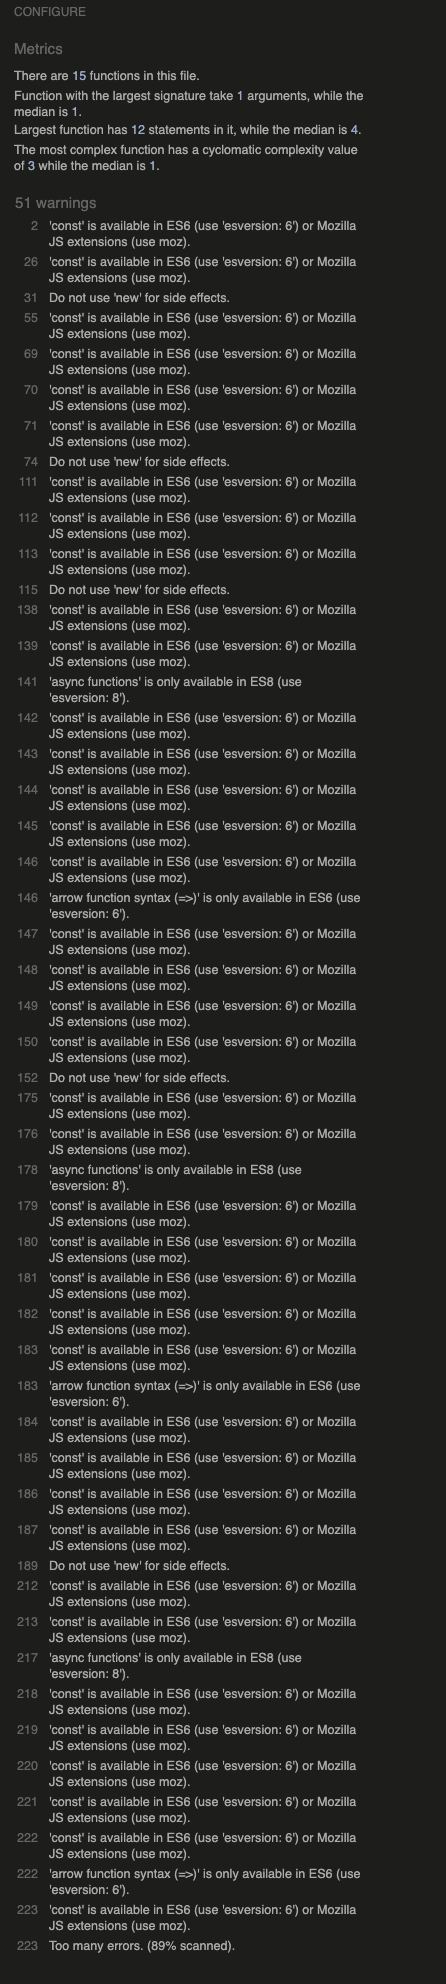 CONFIGURE
Metrics
There are 15 functions in this file.
Function with the largest signature take 1 arguments, while the
median is 1.
Largest function has 12 statements in it, while the median is 4.
The most complex function has a cyclomatic complexity value
of 3 while the median is 1.
51 warnings
2 'const' is available in ES6 (use 'esversion: 6') or Mozilla
JS extensions (use moz).
26 'const' is available in ES6 (use 'esversion: 6') or Mozilla
JS extensions (use moz).
31 Do not use 'new' for side effects.
55 'const' is available in ES6 (use 'esversion: 6') or Mozilla
JS extensions (use moz).
69 'const' is available in ES6 (use 'esversion: 6') or Mozilla
JS extensions (use moz).
70 'const' is available in ES6 (use 'esversion: 6') or Mozilla
JS extensions (use moz).
71 'const' is available in ES6 (use 'esversion: 6') or Mozilla
JS extensions (use moz).
74 Do not use 'new' for side effects.
111 'const' is available in ES6 (use 'esversion: 6') or Mozilla
JS extensions (use moz).
112 'const' is available in ES6 (use 'esversion: 6') or Mozilla
JS extensions (use moz).
113 'const' is available in ES6 (use 'esversion: 6') or Mozilla
JS extensions (use moz).
115 Do not use 'new' for side effects.
138 'const' is available in ES6 (use 'esversion: 6') or Mozilla
JS extensions (use moz).
139 'const' is available in ES6 (use 'esversion: 6') or Mozilla
JS extensions (use moz).
141 'async functions' is only available in ES8 (use
'esversion: 8').
142 'const' is available in ES6 (use 'esversion: 6') or Mozilla
JS extensions (use moz).
143 'const' is available in ES6 (use 'esversion: 6') or Mozilla
JS extensions (use moz).
144 'const' is available in ES6 (use 'esversion: 6') or Mozilla
JS extensions (use moz).
145 'const' is available in ES6 (use 'esversion: 6') or Mozilla
JS extensions (use moz).
146 'const' is available in ES6 (use 'esversion: 6') or Mozilla
JS extensions (use moz).
146 'arrow function syntax (=>)' is only available in ES6 (use
'esversion: 6').
147 'const' is available in ES6 (use 'esversion: 6') or Mozilla
JS extensions (use moz).
148 'const' is available in ES6 (use 'esversion: 6') or Mozilla
JS extensions (use moz).
149 'const' is available in ES6 (use 'esversion: 6') or Mozilla
JS extensions (use moz).
150 'const' is available in ES6 (use 'esversion: 6') or Mozilla
JS extensions (use moz).
152 Do not use 'new' for side effects.
175 'const' is available in ES6 (use 'esversion: 6') or Mozilla
JS extensions (use moz).
176 'const' is available in ES6 (use 'esversion: 6') or Mozilla
JS extensions (use moz).
178 'async functions' is only available in ES8 (use
'esversion: 8').
179 'const' is available in ES6 (use 'esversion: 6') or Mozilla
JS extensions (use moz).
180 'const' is available in ES6 (use 'esversion: 6') or Mozilla
JS extensions (use moz).
181 'const' is available in ES6 (use 'esversion: 6') or Mozilla
JS extensions (use moz).
182 'const' is available in ES6 (use 'esversion: 6') or Mozilla
JS extensions (use moz).
183 'const' is available in ES6 (use 'esversion: 6') or Mozilla
JS extensions (use moz).
183 'arrow function syntax (=>)' is only available in ES6 (use
'esversion: 6').
184 'const' is available in ES6 (use 'esversion: 6') or Mozilla
JS extensions (use moz).
185 'const' is available in ES6 (use 'esversion: 6') or Mozilla
JS extensions (use moz).
186 'const' is available in ES6 (use 'esversion: 6') or Mozilla
JS extensions (use moz).
187 'const' is available in ES6 (use 'esversion: 6') or Mozilla
JS extensions (use moz).
189 Do not use 'new' for side effects.
212 'const' is available in ES6 (use 'esversion: 6') or Mozilla
JS extensions (use moz).
213 'const' is available in ES6 (use 'esversion: 6') or Mozilla
JS extensions (use moz).
217 'async functions' is only available in ES8 (use
'esversion: 8').
218 'const' is available in ES6 (use 'esversion: 6') or Mozilla
JS extensions (use moz).
219 'const' is available in ES6 (use 'esversion: 6') or Mozilla
JS extensions (use moz).
220 'const' is available in ES6 (use 'esversion: 6') or Mozilla
JS extensions (use moz).
221 'const' is available in ES6 (use 'esversion: 6') or Mozilla
JS extensions (use moz).
222 'const' is available in ES6 (use 'esversion: 6') or Mozilla
JS extensions (use moz).
222 'arrow function syntax (=>)' is only available in ES6 (use
'esversion: 6').
223 'const' is available in ES6 (use 'esversion: 6') or Mozilla
JS extensions (use moz).
223 Too many errors. (89% scanned).